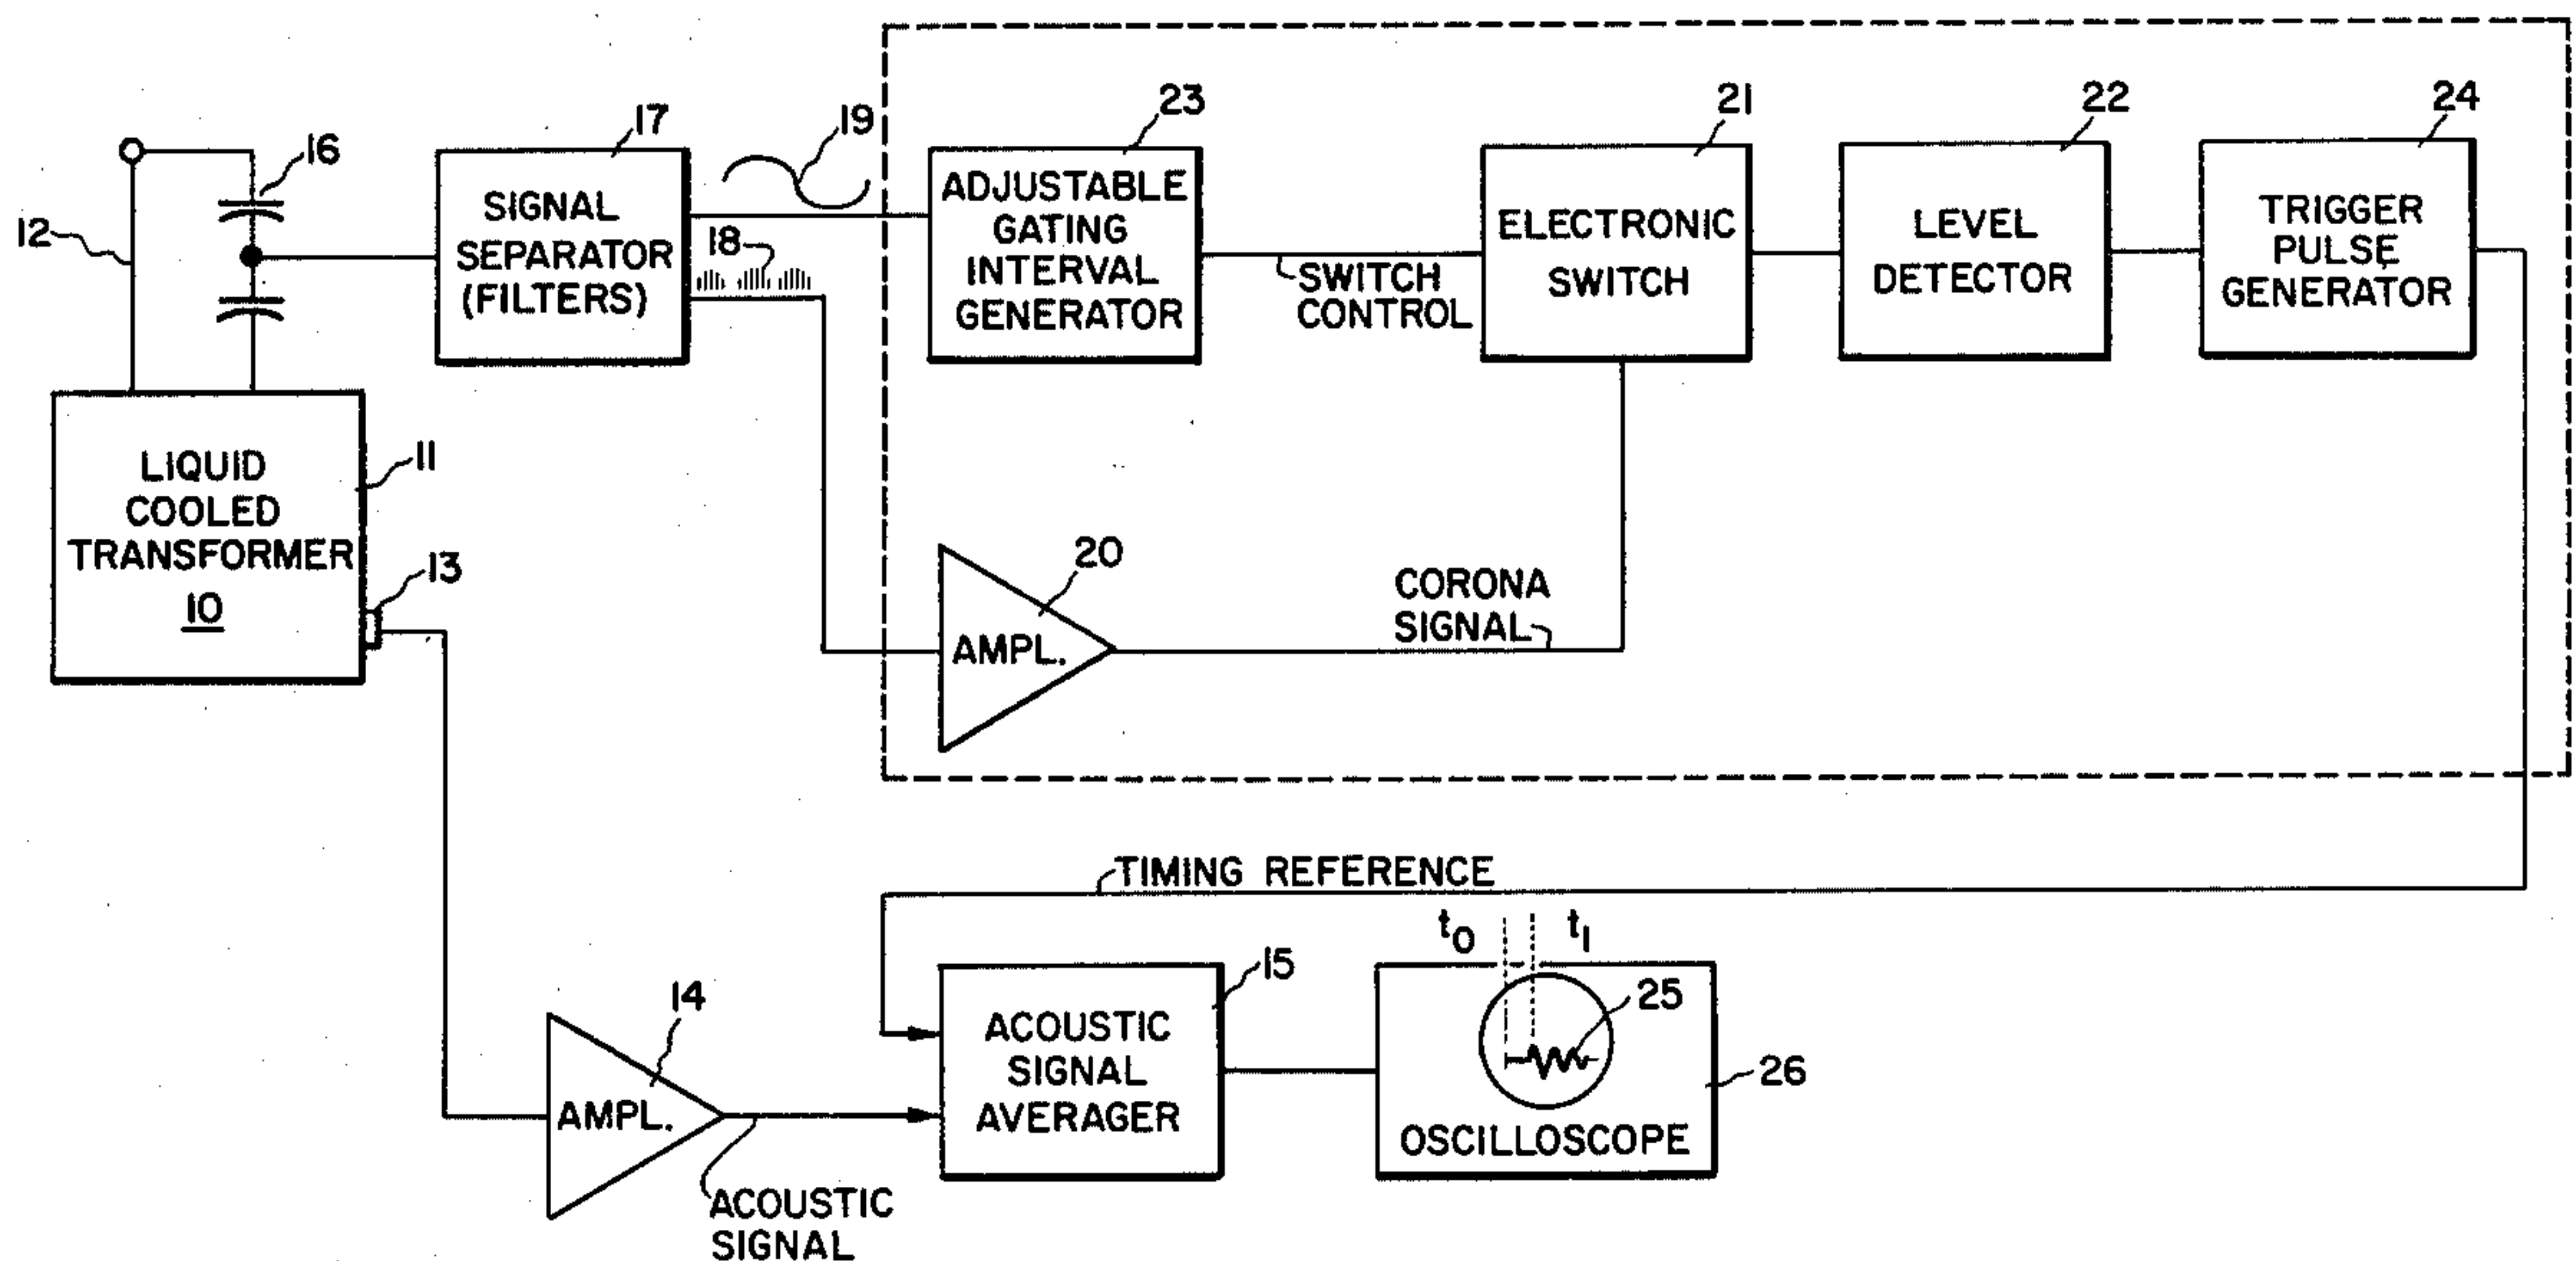 12
16
17
SIGNAL
SEPARATOR
(FILTERS)
19
18
23
ADJUSTABLE
GATING
INTERVAL
GENERATOR
SWITCH
CONTROL
21
ELECTRONIC
SWITCH
22
LEVEL
DETECTOR
24
TRIGGER
PULSE
GENERATOR
LIQUID
COOLED
TRANSFORMER
10
11
13
20
AMPL.
CORONA
SIGNAL
TIMING REFERENCE
14
AMPL.
ACOUSTIC
SIGNAL
15
ACOUSTIC
SIGNAL
AVERAGER
t0
t1
25
OSCILLOSCOPE
26